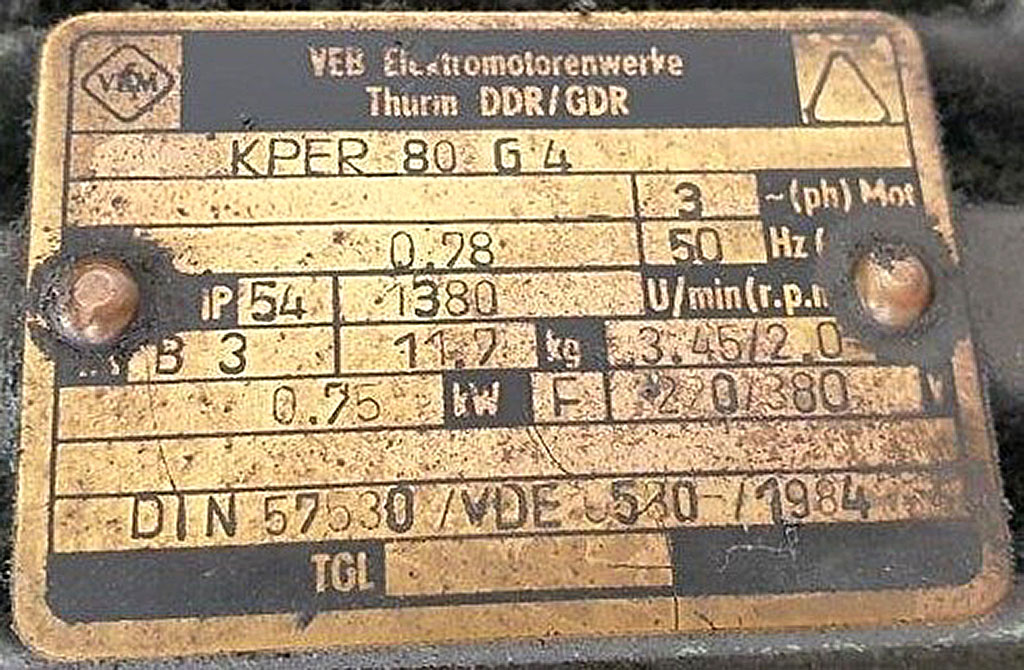 VEM
VEB Elektromotorenwerke
Thurm DDR/GDR
KPER 80 G 4
3 ~(ph) Mot
0.78 50 Hz (
IP 54 1380 U/min(r.p.m
B 3 11.7 kg 3.45/2.0
0.75 kW F 220/380 V
DIN 57530 /VDE 0530-/1984
TGL